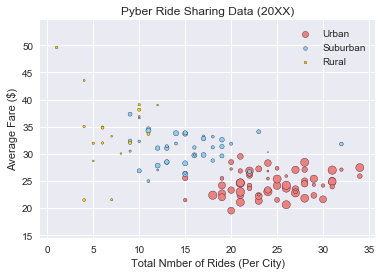 Pyber Ride Sharing Data (20XX)
Urban
Suburban
Rural
Average Fare ($)
50
45
40
35
30
25
20
15
0
5
10
15
20
25
30
35
Total Nmber of Rides (Per City)